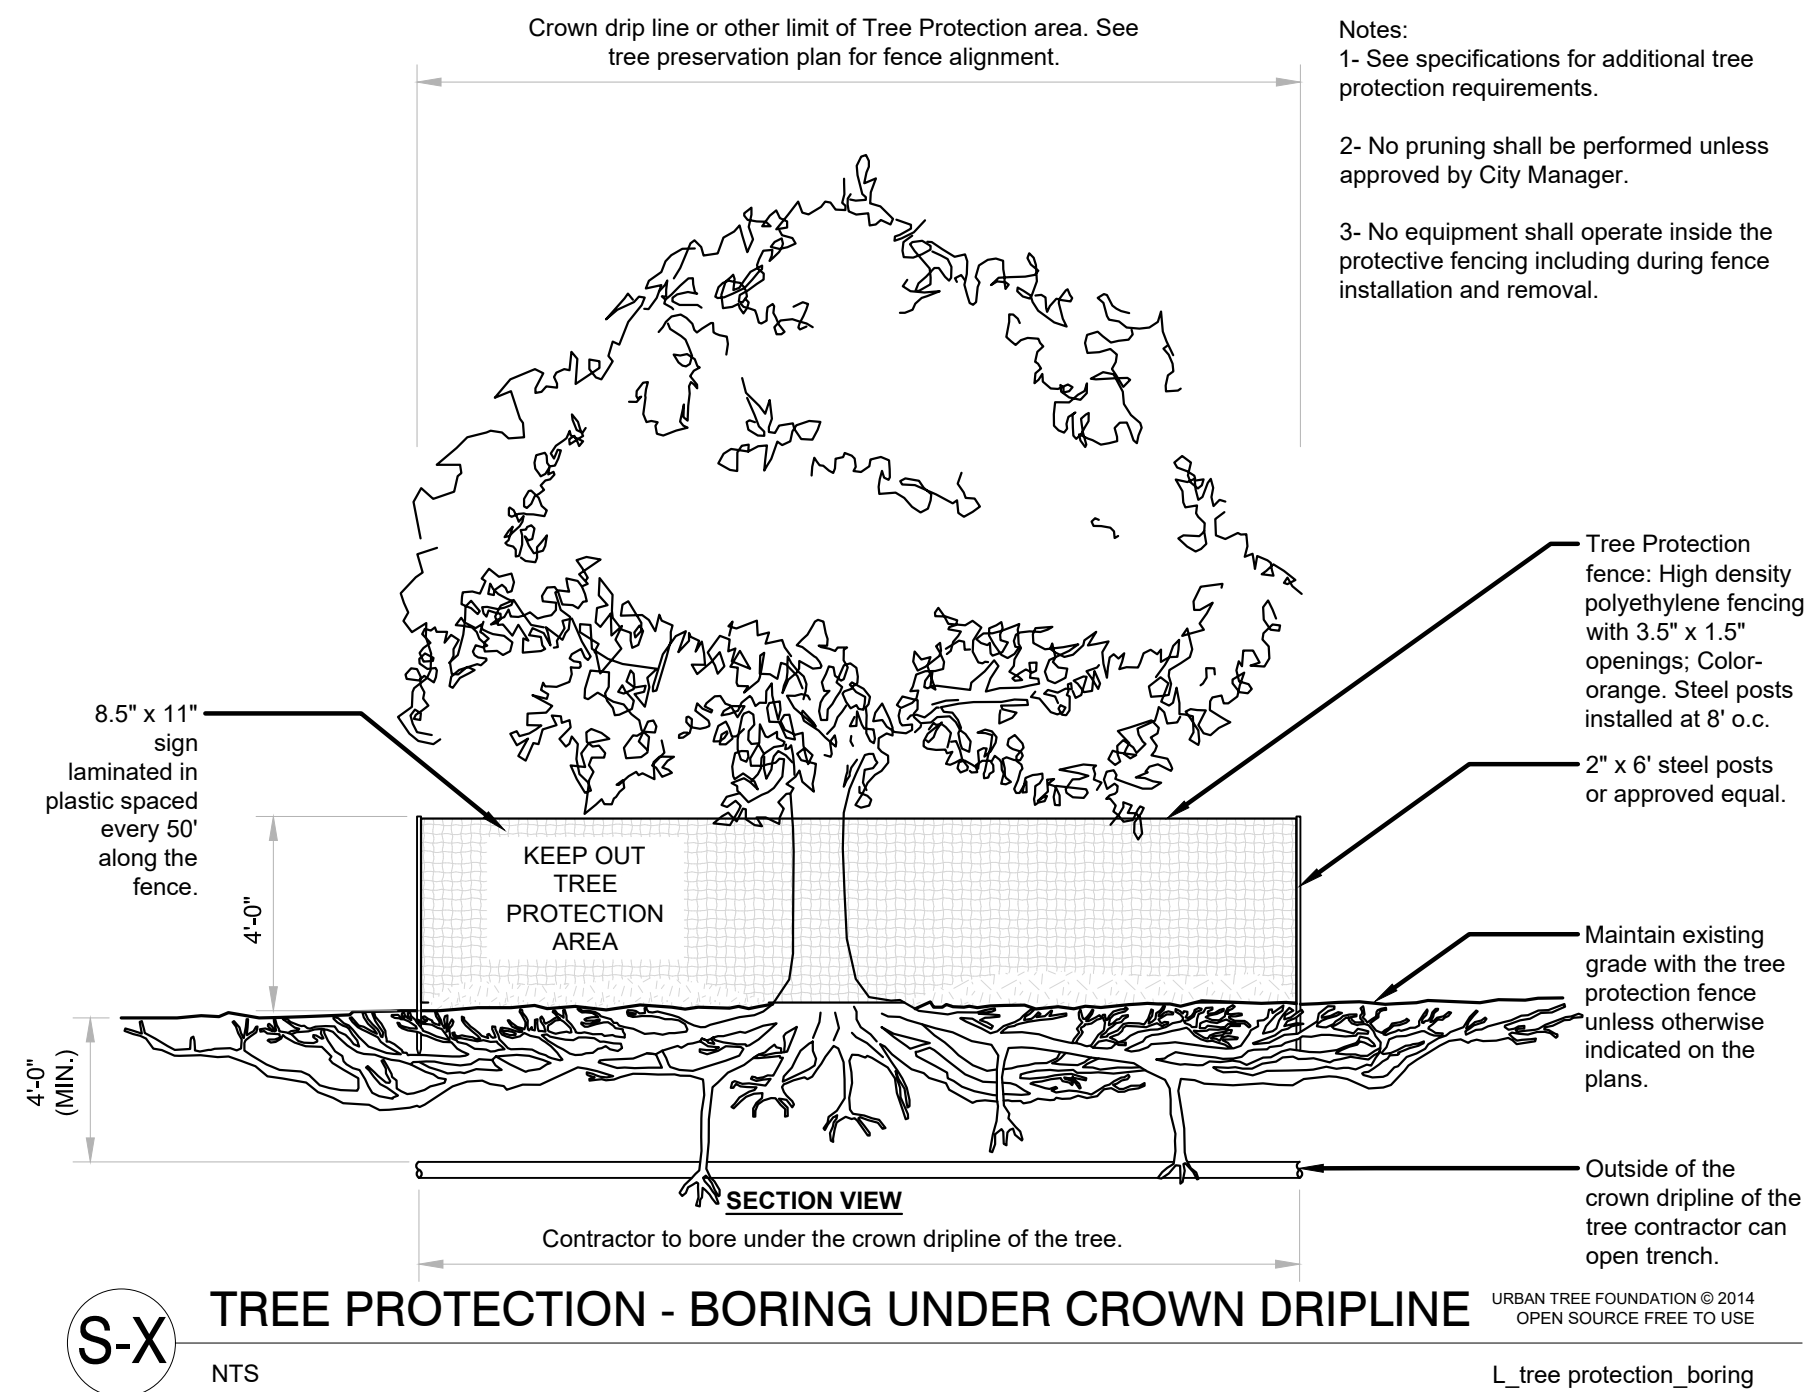 Crown drip line or other limit of Tree Protection area. See
tree preservation plan for fence alignment.
Notes:
1- See specifications for additional tree
protection requirements.
2- No pruning shall be performed unless
approved by City Manager.
3- No equipment shall operate inside the
protective fencing including during fence
installation and removal.
Tree Protection
fence: High density
polyethylene fencing
with 3.5" x 1.5"
openings; Color-
orange. Steel posts
installed at 8' o.c.
8.5" x 11"
sign
laminated in
plastic spaced
every 50'
along the
fence.
2" x 6' steel posts
or approved equal.
KEEP OUT
TREE
PROTECTION
AREA
4'-0"
Maintain existing
grade with the tree
protection fence
unless otherwise
indicated on the
plans.
4'-0"
(MIN.)
Outside of the
crown dripline of the
tree contractor can
open trench.
SECTION VIEW
Contractor to bore under the crown dripline of the tree.
S-X
TREE PROTECTION - BORING UNDER CROWN DRIPLINE
URBAN TREE FOUNDATION © 2014
OPEN SOURCE FREE TO USE
NTS
L_tree protection_boring